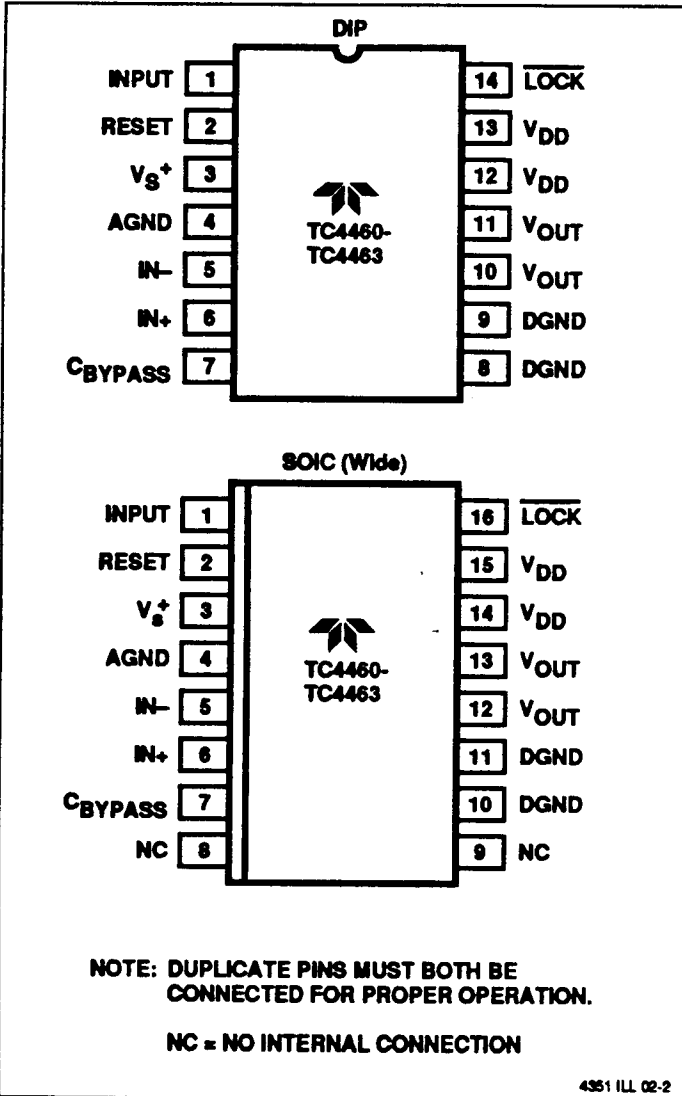 DIP
INPUT 1
RESET 2
VS+ 3
AGND 4
IN– 5
IN+ 6
CBYPASS 7
14 LOCK
13 VDD
12 VDD
11 VOUT
10 VOUT
9 DGND
8 DGND
TC4460-
TC4463
SOIC (Wide)
INPUT 1
RESET 2
Vs+ 3
AGND 4
IN– 5
IN+ 6
CBYPASS 7
NC 8
16 LOCK
15 VDD
14 VDD
13 VOUT
12 VOUT
11 DGND
10 DGND
9 NC
TC4460-
TC4463
NOTE: DUPLICATE PINS MUST BOTH BE
CONNECTED FOR PROPER OPERATION.
NC = NO INTERNAL CONNECTION
4351 ILL 02-2